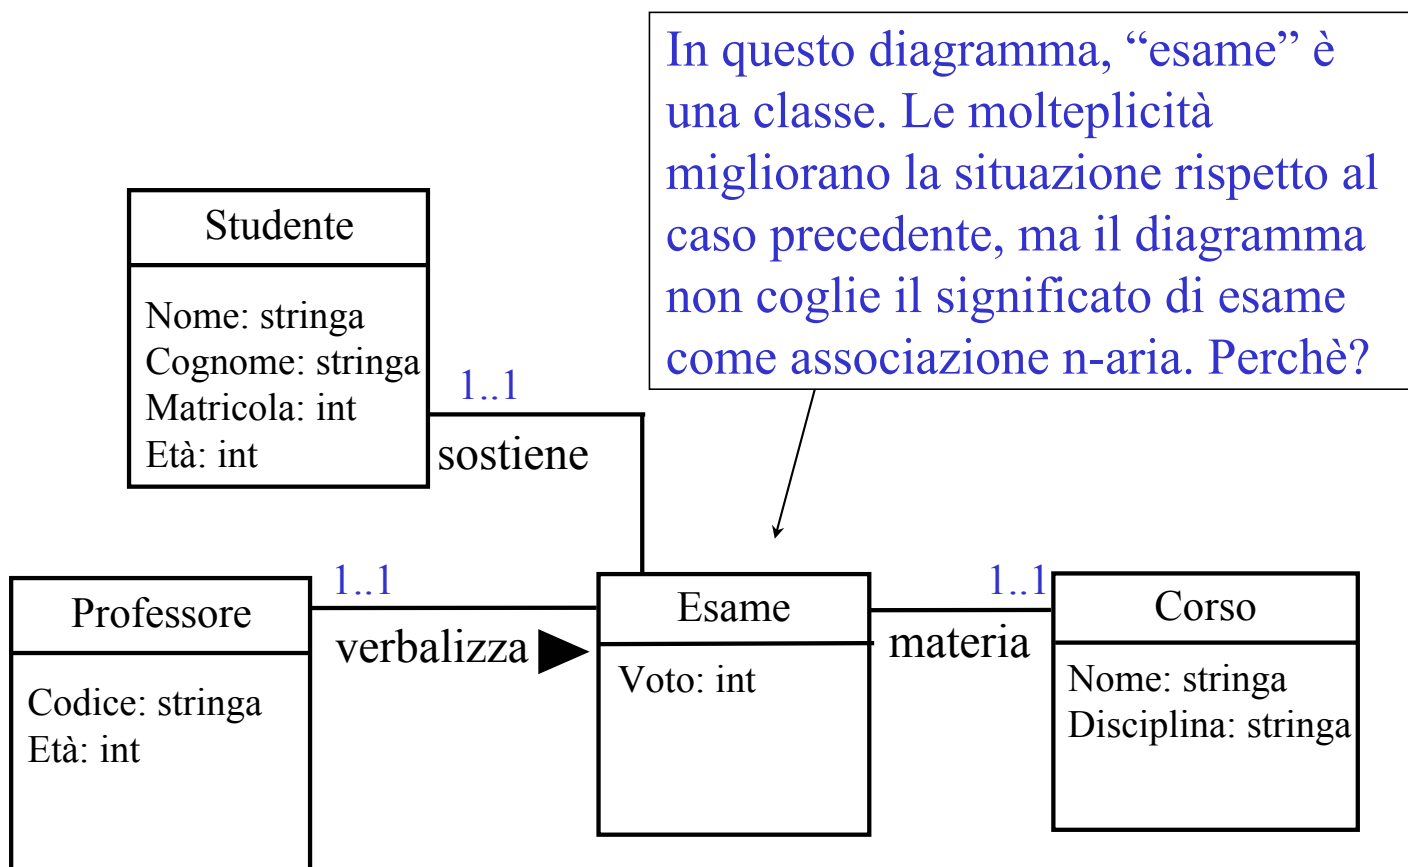 In questo diagramma, “esame” è
una classe. Le molteplicità
migliorano la situazione rispetto al
caso precedente, ma il diagramma
non coglie il significato di esame
come associazione n-aria. Perchè?
Studente
Nome: stringa
Cognome: stringa
Matricola: int
Età: int
1..1
sostiene
Professore
Codice: stringa
Età: int
1..1
verbalizza
Esame
Voto: int
1..1
materia
Corso
Nome: stringa
Disciplina: stringa